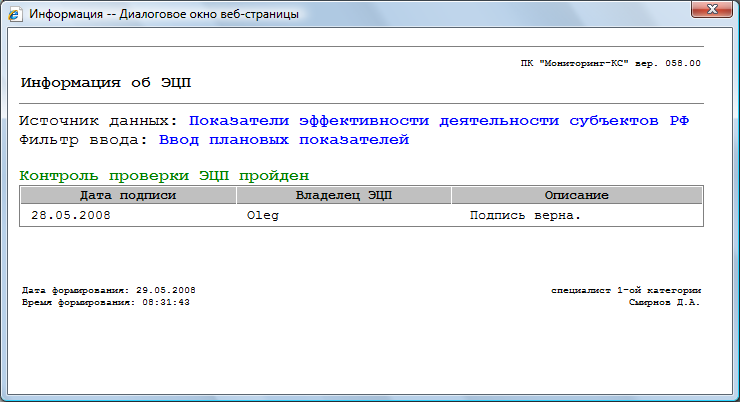 Информация -- Диалоговое окно веб-страницы
ПК "Мониторинг-КС" вер. 058.00
Информация об ЭЦП
Источник данных: Показатели эффективности деятельности субъектов РФ
Фильтр ввода: Ввод плановых показателей
Контроль проверки ЭЦП пройден
Дата подписи Владелец ЭЦП Описание
28.05.2008 Oleg Подпись верна.
Дата формирования: 29.05.2008 специалист 1-ой категории
Время формирования: 08:31:43 Смирнов Д.А.